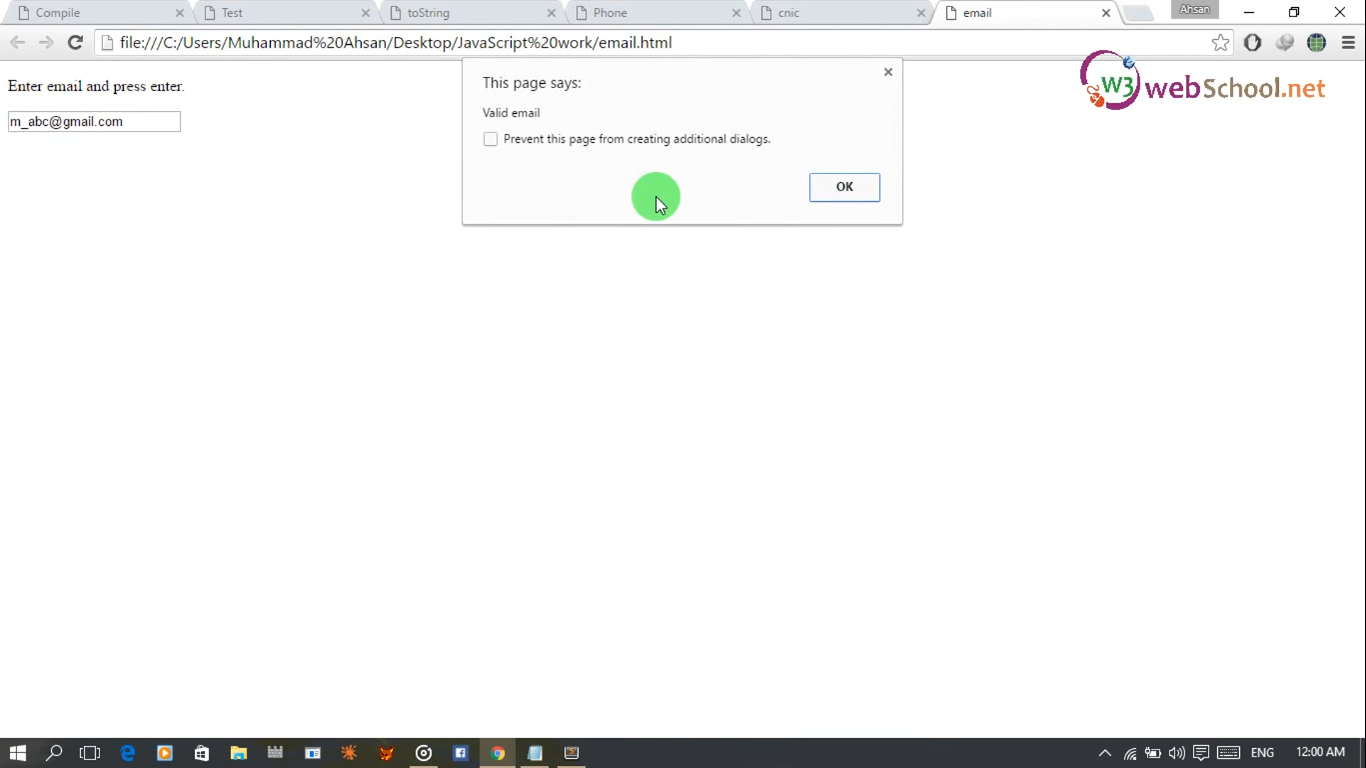 Compile
Test
toString
Phone
cnic
email
Ahsan
file:///C:/Users/Muhammad%20Ahsan/Desktop/JavaScript%20work/email.html
Enter email and press enter.
m_abc@gmail.com
This page says:
Valid email
Prevent this page from creating additional dialogs.
OK
W3 webSchool.net
ENG
12:00 AM